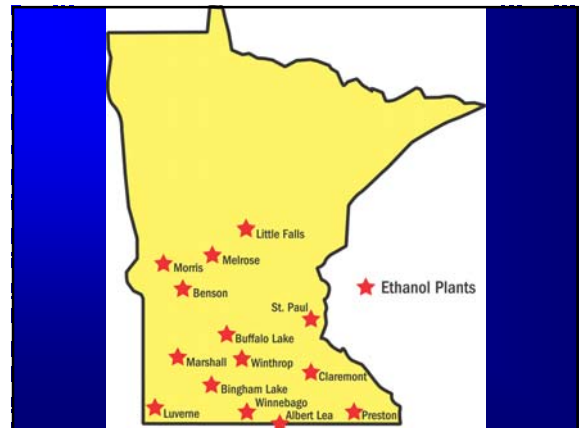 Little Falls
Melrose
Morris
Benson
Ethanol Plants
St. Paul
Buffalo Lake
Marshall
Winthrop
Claremont
Bingham Lake
Winnebago
Luverne
Albert Lea
Preston